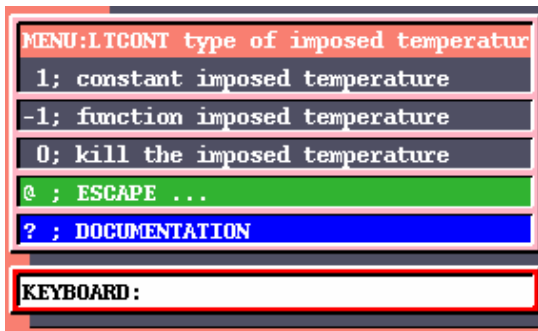 MENU:LTCONT type of imposed temperatur
1; constant imposed temperature
-1; function imposed temperature
0; kill the imposed temperature
@ ; ESCAPE ...
? ; DOCUMENTATION
KEYBOARD: